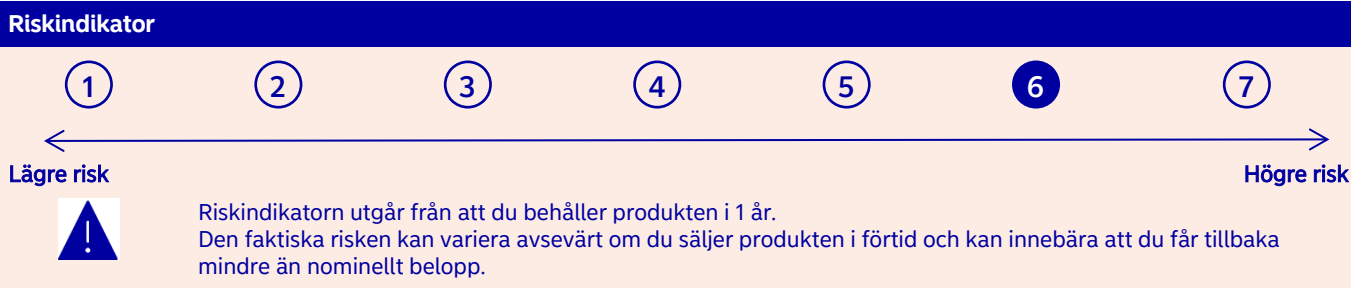 Riskindikator
1 2 3 4 5 6 7
Lägre risk Högre risk
Riskindikatorn utgår från att du behåller produkten i 1 år.
Den faktiska risken kan variera avsevärt om du säljer produkten i förtid och kan innebära att du får tillbaka
mindre än nominellt belopp.